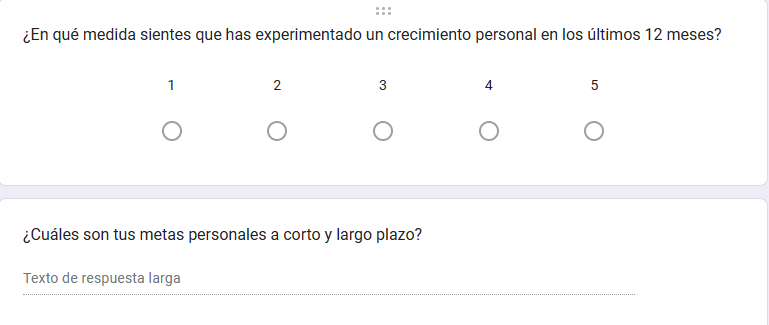 ¿En qué medida sientes que has experimentado un crecimiento personal en los últimos 12 meses?
1 2 3 4 5
¿Cuáles son tus metas personales a corto y largo plazo?
Texto de respuesta larga